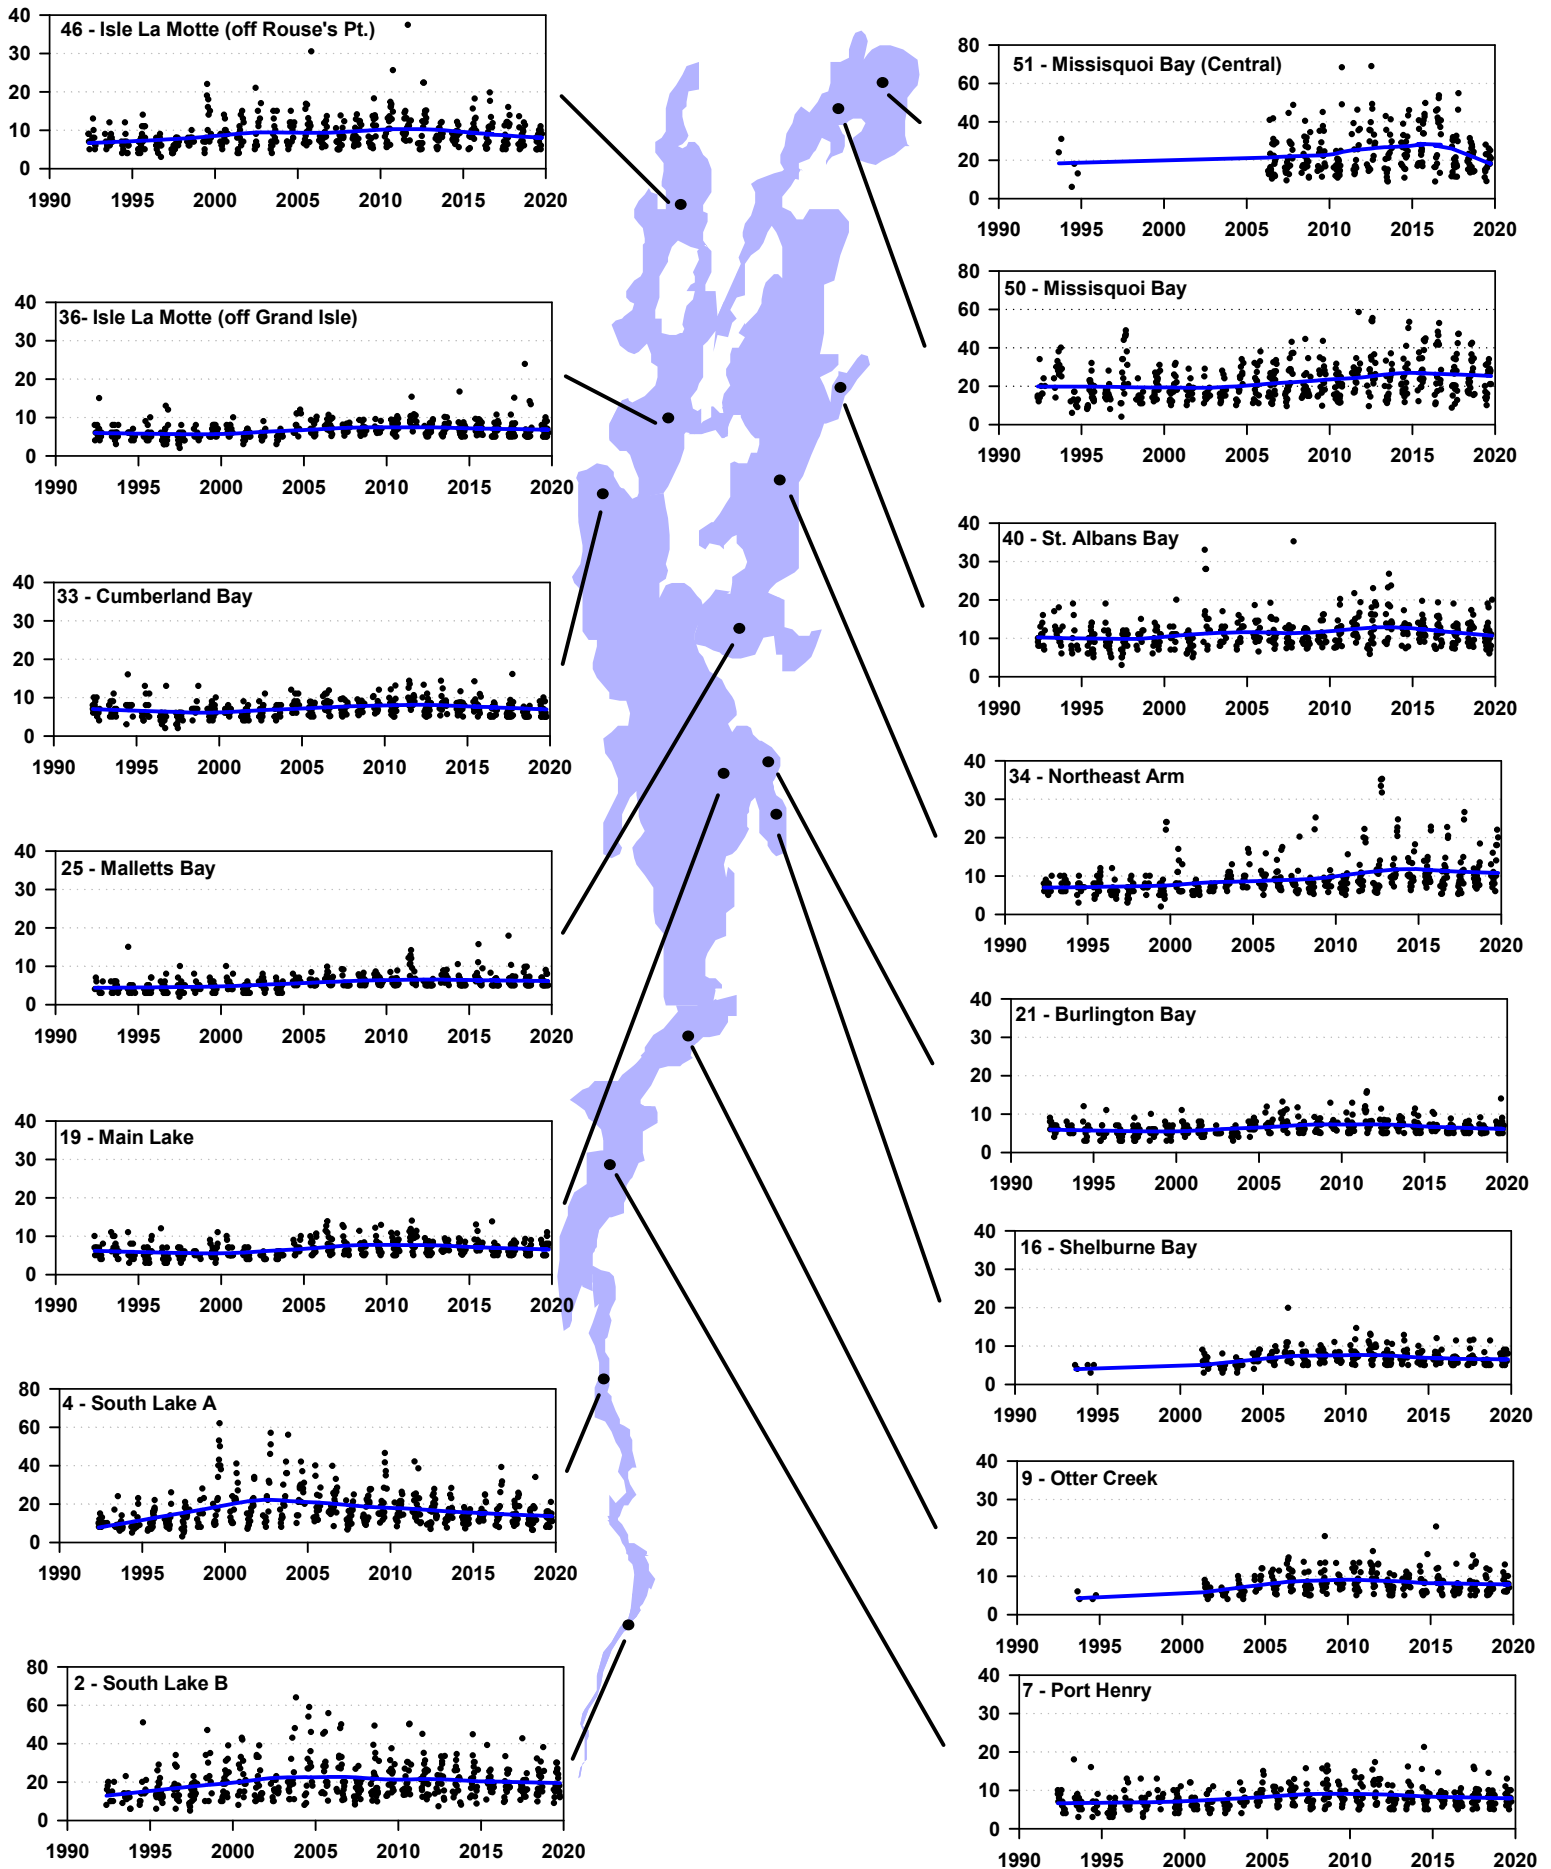 46 - Isle La Motte (off Rouse's Pt.)
40
30
20
10
0
1990 1995 2000 2005 2010 2015 2020
36- Isle La Motte (off Grand Isle)
40
30
20
10
0
1990 1995 2000 2005 2010 2015 2020
33 - Cumberland Bay
40
30
20
10
0
1990 1995 2000 2005 2010 2015 2020
25 - Malletts Bay
40
30
20
10
0
1990 1995 2000 2005 2010 2015 2020
19 - Main Lake
40
30
20
10
0
1990 1995 2000 2005 2010 2015 2020
4 - South Lake A
80
60
40
20
0
1990 1995 2000 2005 2010 2015 2020
2 - South Lake B
80
60
40
20
0
1990 1995 2000 2005 2010 2015 2020
51 - Missisquoi Bay (Central)
80
60
40
20
0
1990 1995 2000 2005 2010 2015 2020
50 - Missisquoi Bay
80
60
40
20
0
1990 1995 2000 2005 2010 2015 2020
40 - St. Albans Bay
40
30
20
10
0
1990 1995 2000 2005 2010 2015 2020
34 - Northeast Arm
40
30
20
10
0
1990 1995 2000 2005 2010 2015 2020
21 - Burlington Bay
40
30
20
10
0
1990 1995 2000 2005 2010 2015 2020
16 - Shelburne Bay
40
30
20
10
0
1990 1995 2000 2005 2010 2015 2020
9 - Otter Creek
40
30
20
10
0
1990 1995 2000 2005 2010 2015 2020
7 - Port Henry
40
30
20
10
0
1990 1995 2000 2005 2010 2015 2020